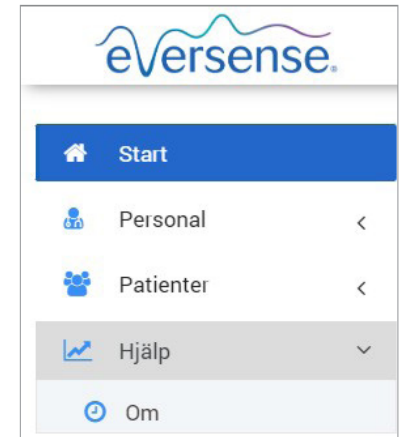 eversense®
Start
Personal
Patienter
Hjälp
Om